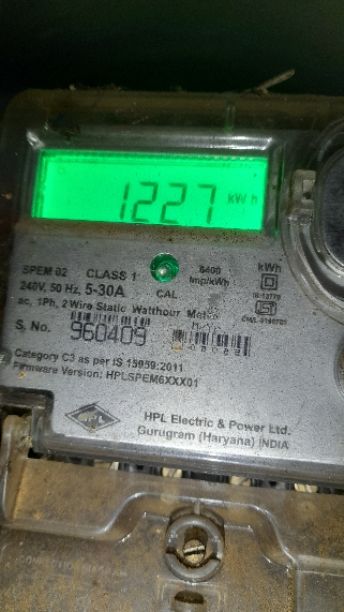 1227 kWh
SPEM 02 CLASS 1 6400 kWh
240V, 50 Hz, 5-30A CAL Imp/kWh
ac, 1Ph, 2 Wire Static Watthour Meter
S. No. 960409
Category C3 as per IS 15959:2011
Firmware Version: HPLSPEM6XXX01
HPL
HPL Electric & Power Ltd.
Gurugram (Haryana) INDIA